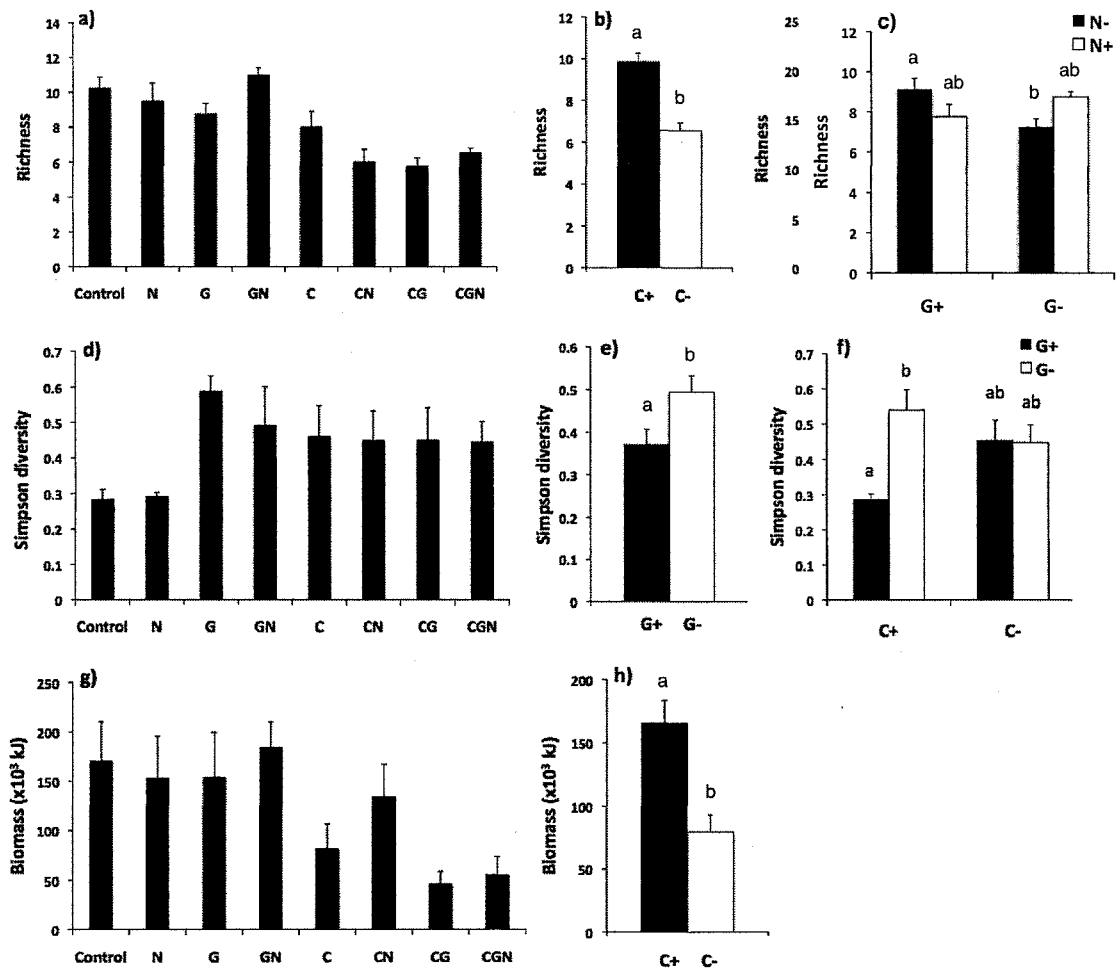 a)
Richness
14
12
10
8
6
4
2
0
Control N G GN C CN CG CGN
b)
Richness
12
10
8
6
4
2
0
a
b
C+ C-
Richness
25
20
15
10
5
0
c)
N-
N+
Richness
12
10
8
6
4
2
0
a ab
b ab
G+ G-
d)
Simpson diversity
0.7
0.6
0.5
0.4
0.3
0.2
0.1
0
Control N G GN C CN CG CGN
e)
Simpson diversity
0.6
0.5
0.4
0.3
0.2
0.1
0
a
b
G+ G-
f)
G+
G-
Simpson diversity
0.7
0.6
0.5
0.4
0.3
0.2
0.1
0
a
b
ab ab
C+ C-
g)
Biomass (x10³ kJ)
250
200
150
100
50
0
Control N G GN C CN CG CGN
h)
Biomass (x10³ kJ)
200
150
100
50
0
a
b
C+ C-